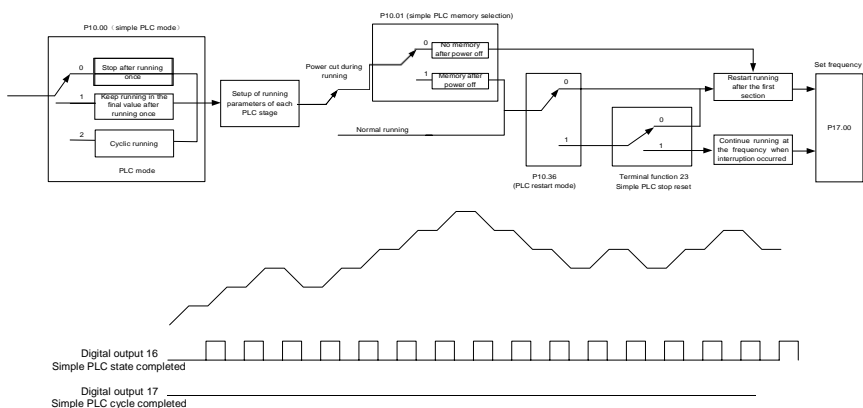 P10.00 (simple PLC mode)
0
Stop after running
once
1
Keep running in the
final value after
running once
2
Cyclic running
PLC mode
Setup of running
parameters of each
PLC stage
Power cut during
running
Normal running
P10.01 (simple PLC memory selection)
0
No memory
after power off
1
Memory after
power off
0
1
P10.36
(PLC restart mode)
0
1
Terminal function 23
Simple PLC stop reset
Restart running
after the first
section
Continue running at
the frequency when
interruption occurred
Set frequency
P17.00
Digital output 16
Simple PLC state completed
Digital output 17
Simple PLC cycle completed